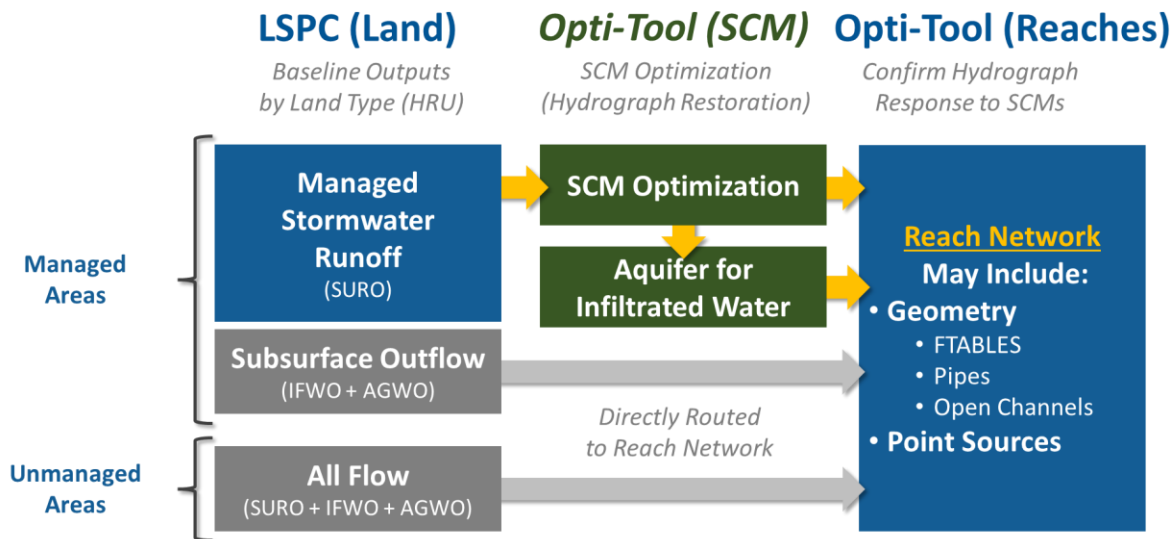 LSPC (Land)
Baseline Outputs
by Land Type (HRU)
Opti-Tool (SCM)
SCM Optimization
(Hydrograph Restoration)
Opti-Tool (Reaches)
Confirm Hydrograph
Response to SCMs
Managed
Areas
Managed
Stormwater
Runoff
(SURO)
SCM Optimization
Aquifer for
Infiltrated Water
Subsurface Outflow
(IFWO + AGWO)
Directly Routed
to Reach Network
Unmanaged
Areas
All Flow
(SURO + IFWO + AGWO)
Reach Network
May Include:
• Geometry
• FTABLES
• Pipes
• Open Channels
• Point Sources